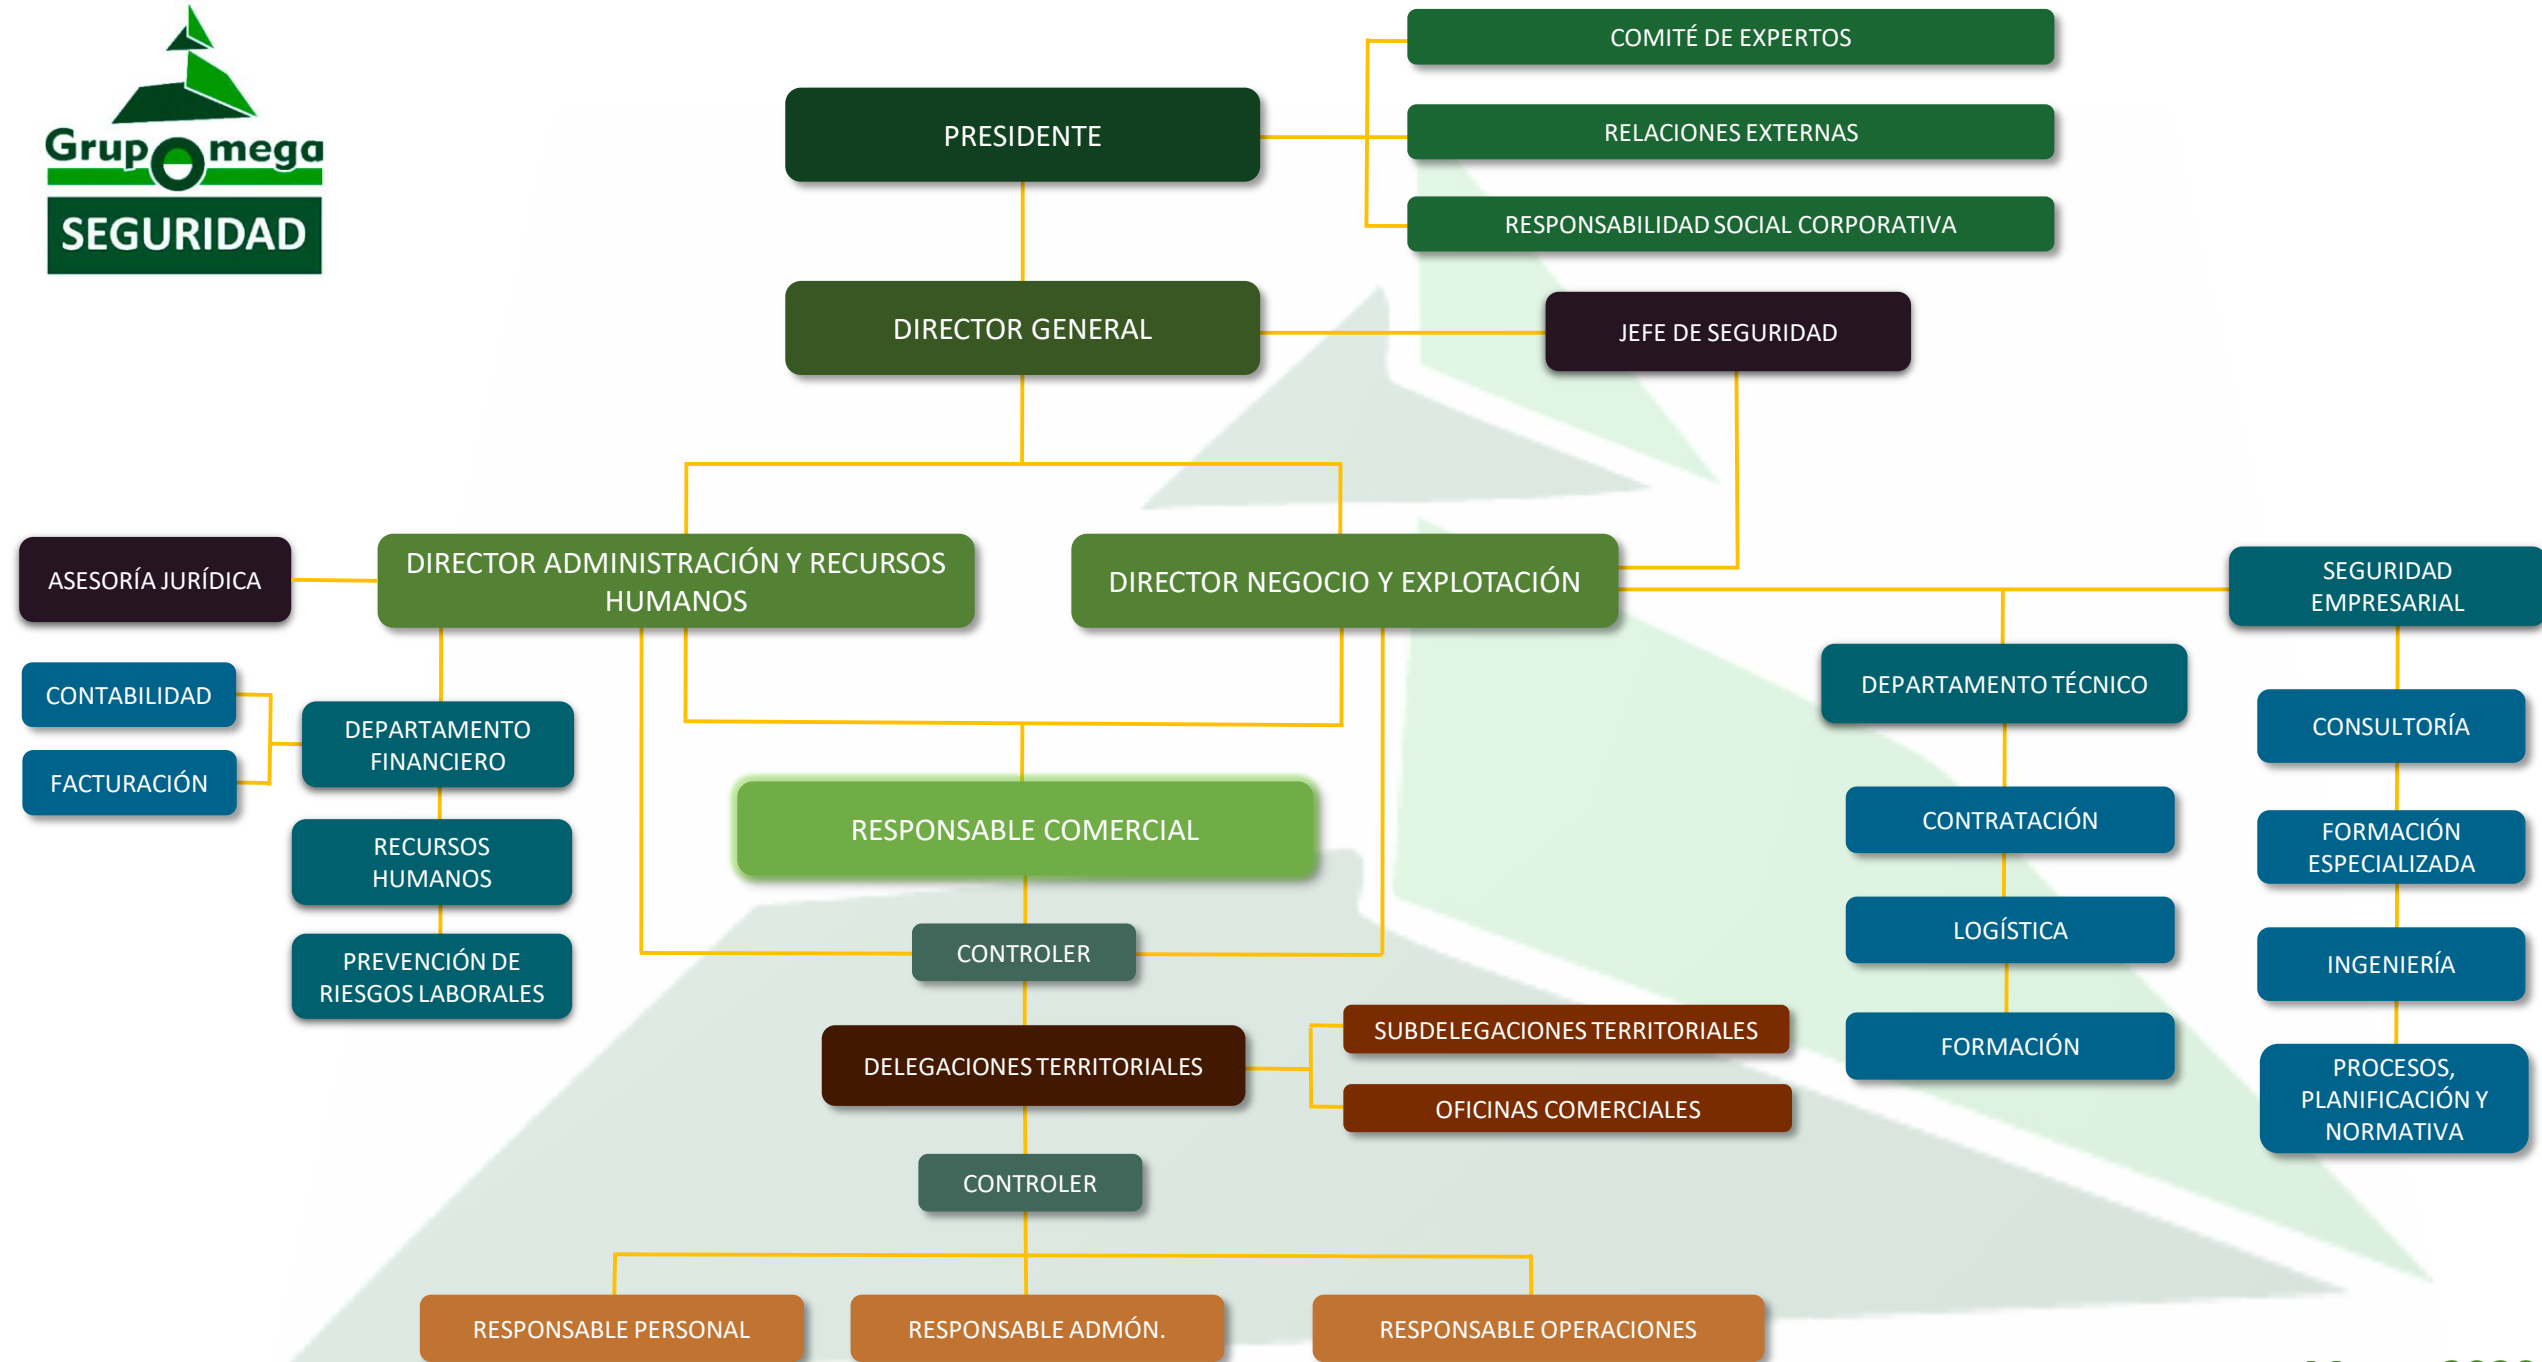 GrupOmega
SEGURIDAD
COMITÉ DE EXPERTOS
PRESIDENTE
RELACIONES EXTERNAS
RESPONSABILIDAD SOCIAL CORPORATIVA
DIRECTOR GENERAL
JEFE DE SEGURIDAD
ASESORÍA JURÍDICA
DIRECTOR ADMINISTRACIÓN Y RECURSOS
HUMANOS
DIRECTOR NEGOCIO Y EXPLOTACIÓN
SEGURIDAD
EMPRESARIAL
CONTABILIDAD
FACTURACIÓN
DEPARTAMENTO
FINANCIERO
RECURSOS
HUMANOS
PREVENCIÓN DE
RIESGOS LABORALES
RESPONSABLE COMERCIAL
CONTROLER
DELEGACIONES TERRITORIALES
SUBDELEGACIONES TERRITORIALES
OFICINAS COMERCIALES
CONTROLER
RESPONSABLE PERSONAL
RESPONSABLE ADMÓN.
RESPONSABLE OPERACIONES
DEPARTAMENTO TÉCNICO
CONTRATACIÓN
LOGÍSTICA
FORMACIÓN
CONSULTORÍA
FORMACIÓN
ESPECIALIZADA
INGENIERÍA
PROCESOS,
PLANIFICACIÓN Y
NORMATIVA